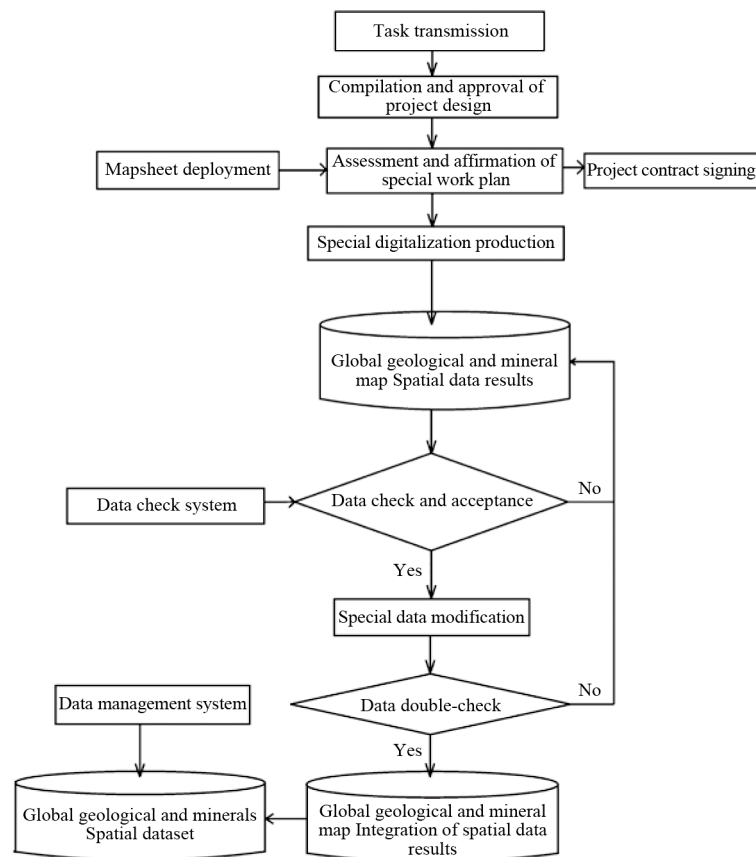 Task transmission
Compilation and approval of
project design
Mapsheet deployment
Assessment and affirmation of
special work plan
Project contract signing
Special digitalization production
Global geological and mineral
map Spatial data results
Data check system
Data check and acceptance
No
Yes
Special data modification
Data management system
Data double-check
No
Yes
Global geological and minerals
Spatial dataset
Global geological and mineral
map Integration of spatial data
results